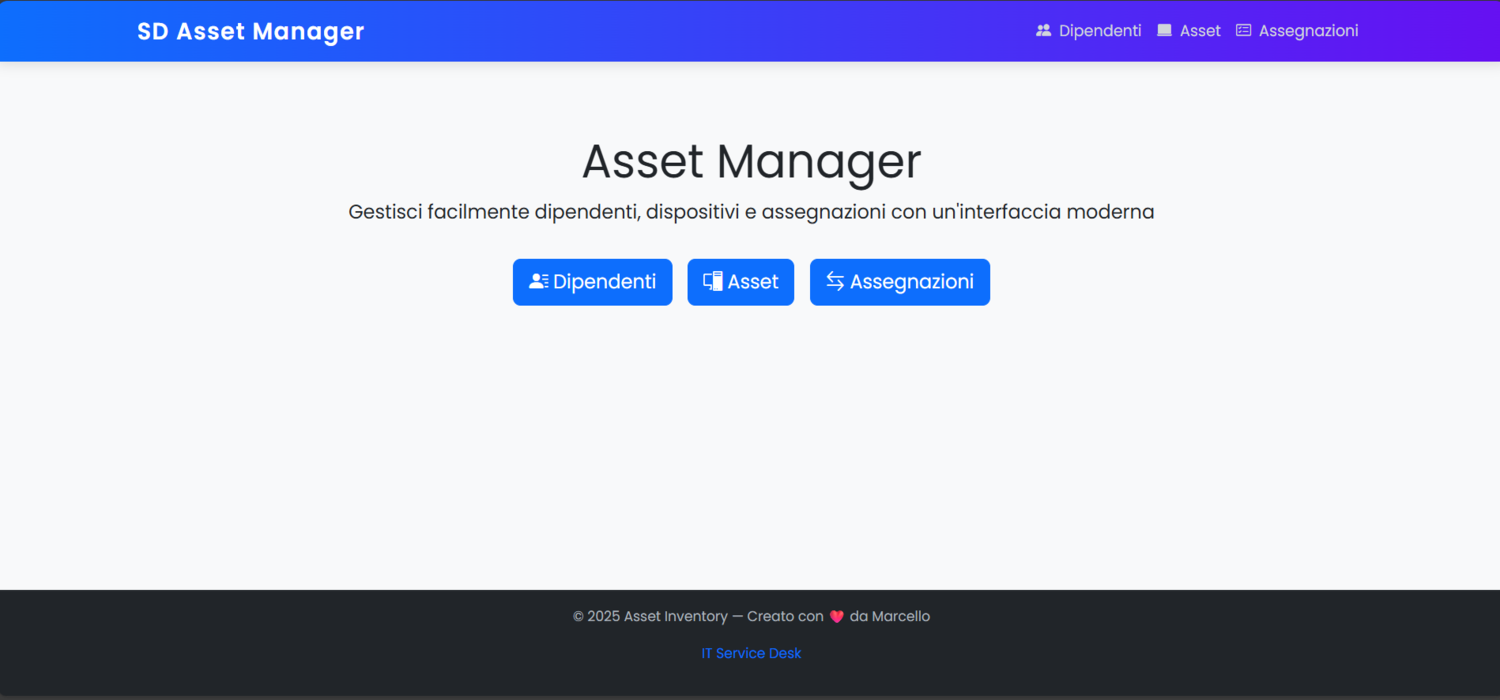 SD Asset Manager
Dipendenti Asset Assegnazioni
Asset Manager
Gestisci facilmente dipendenti, dispositivi e assegnazioni con un'interfaccia moderna
Dipendenti Asset Assegnazioni
© 2025 Asset Inventory — Creato con ❤️ da Marcello
IT Service Desk